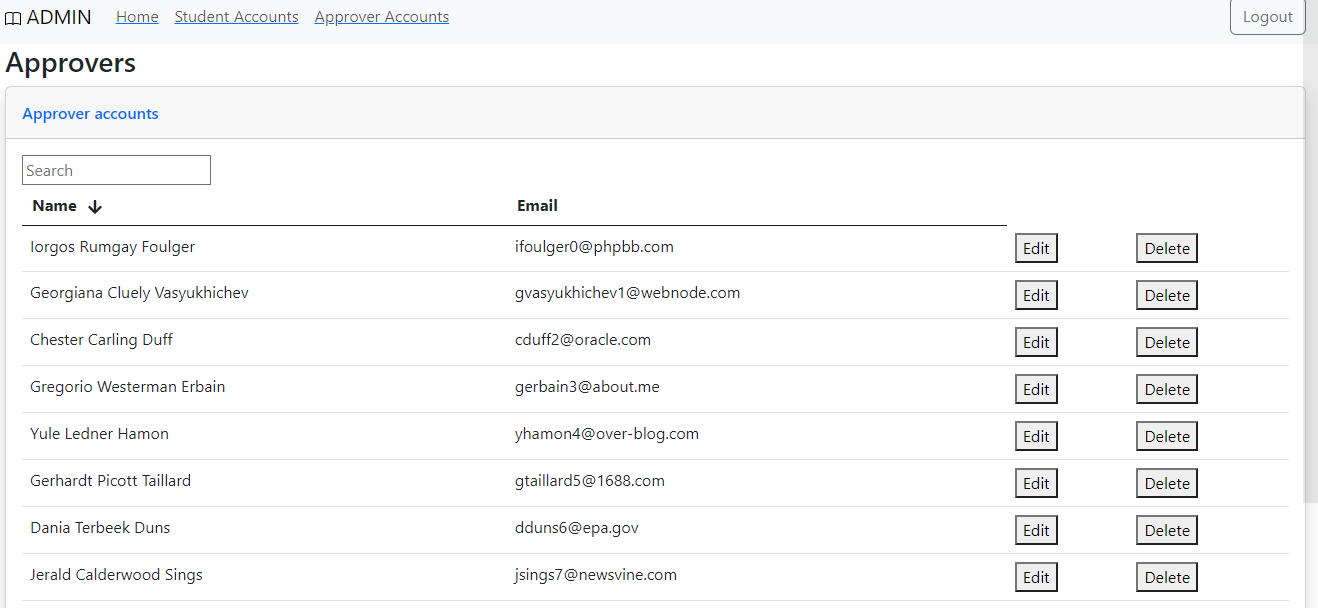 ADMIN Home Student Accounts Approver Accounts Logout
Approvers
Approver accounts
Search
Name Email
Iorgos Rumgay Foulger ifoulger0@phpbb.com Edit Delete
Georgiana Cluely Vasyukhichev gvasyukhichev1@webnode.com Edit Delete
Chester Carling Duff cduff2@oracle.com Edit Delete
Gregorio Westerman Erbain gerbain3@about.me Edit Delete
Yule Ledner Hamon yhamon4@over-blog.com Edit Delete
Gerhardt Picott Taillard gtaillard5@1688.com Edit Delete
Dania Terbeek Duns dduns6@epa.gov Edit Delete
Jerald Calderwood Sings jsings7@newsvine.com Edit Delete